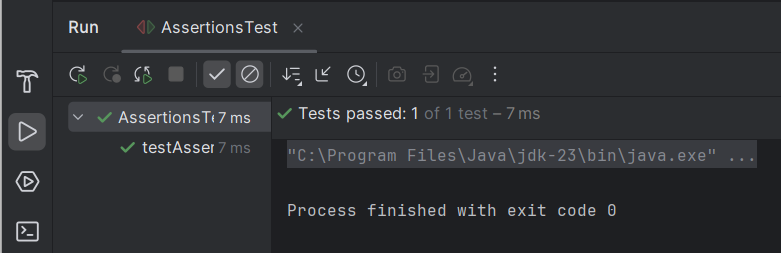 Run AssertionsTest
AssertionsTe 7 ms
testAsser 7 ms
Tests passed: 1 of 1 test – 7 ms
"C:\Program Files\Java\jdk-23\bin\java.exe" ...
Process finished with exit code 0